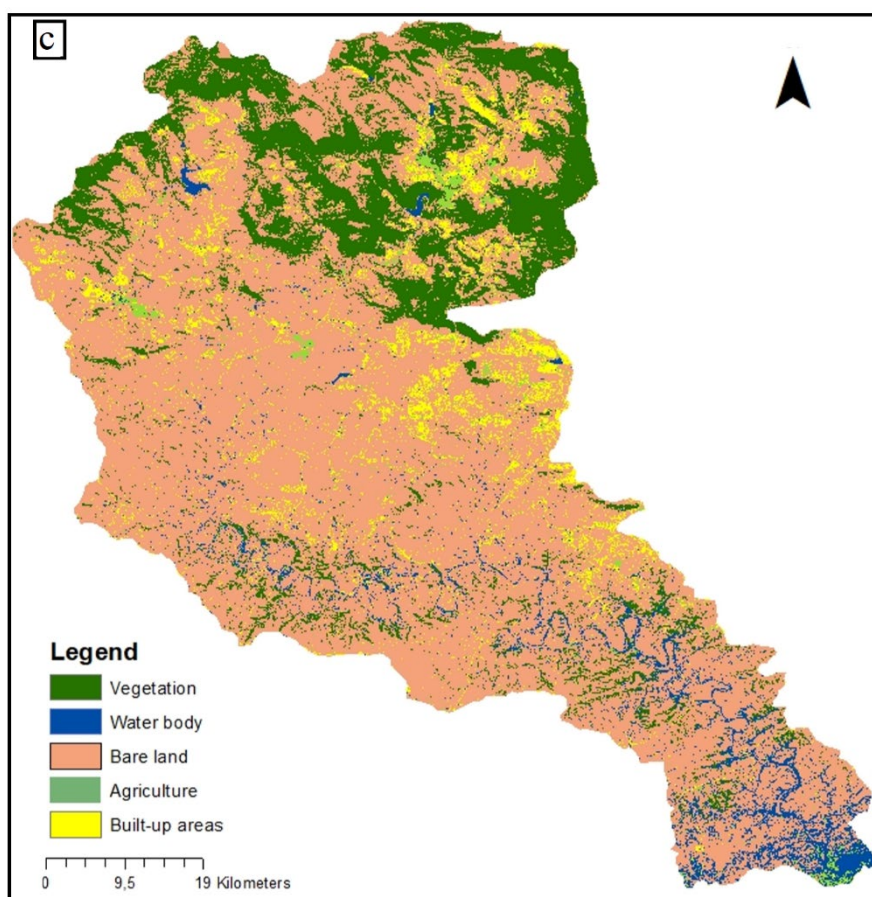 c
Legend
Vegetation
Water body
Bare land
Agriculture
Built-up areas
0 9,5 19 Kilometers